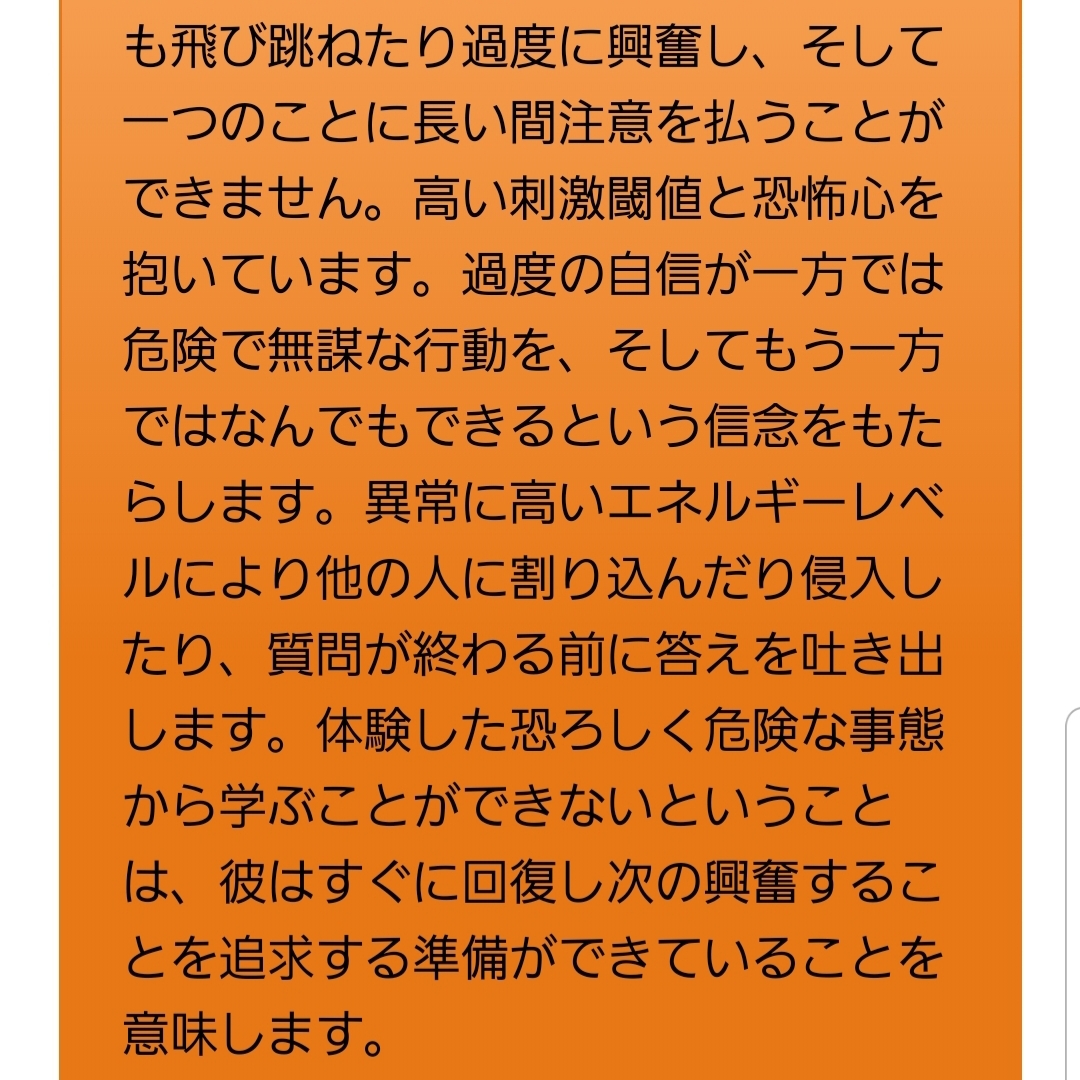 も飛び跳ねたり過度に興奮し、そして
一つのことに長い間注意を払うことが
できません。高い刺激閾値と恐怖心を
抱いています。過度の自信が一方では
危険で無謀な行動を、そしてもう一方
ではなんでもできるという信念をもた
らします。異常に高いエネルギーレベ
ルにより他の人に割り込んだり侵入し
たり、質問が終わる前に答えを吐き出
します。体験した恐ろしく危険な事態
から学ぶことができないということ
は、彼はすぐに回復し次の興奮するこ
とを追求する準備ができていることを
意味します。